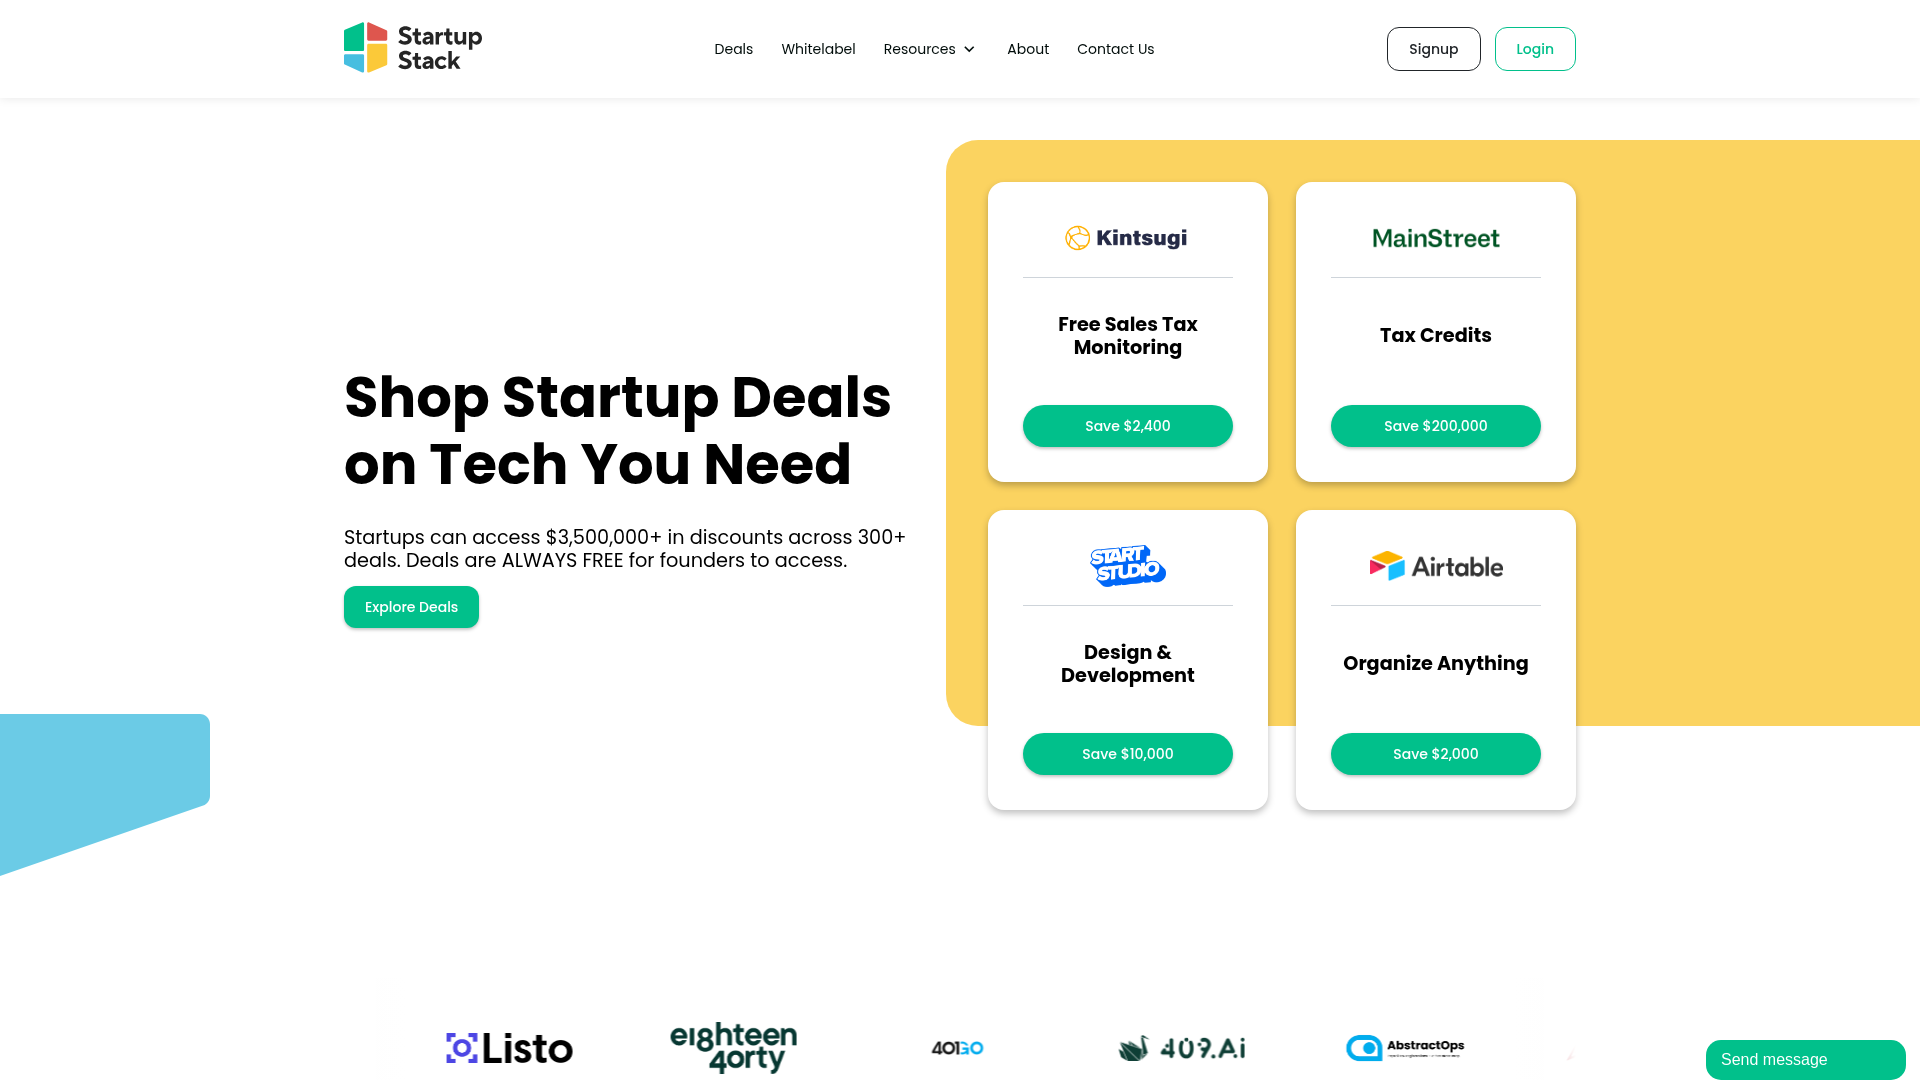 Startup
Stack
Deals
Whitelabel
Resources
About
Contact Us
Signup
Login
Shop Startup Deals
on Tech You Need
Startups can access $3,500,000+ in discounts across 300+
deals. Deals are ALWAYS FREE for founders to access.
Explore Deals
Kintsugi
Free Sales Tax
Monitoring
Save $2,400
MainStreet
Tax Credits
Save $200,000
START
STUDIO
Design &
Development
Save $10,000
Airtable
Organize Anything
Save $2,000
Listo
eighteen
4orty
401GO
409.Ai
AbstractOps
Send message